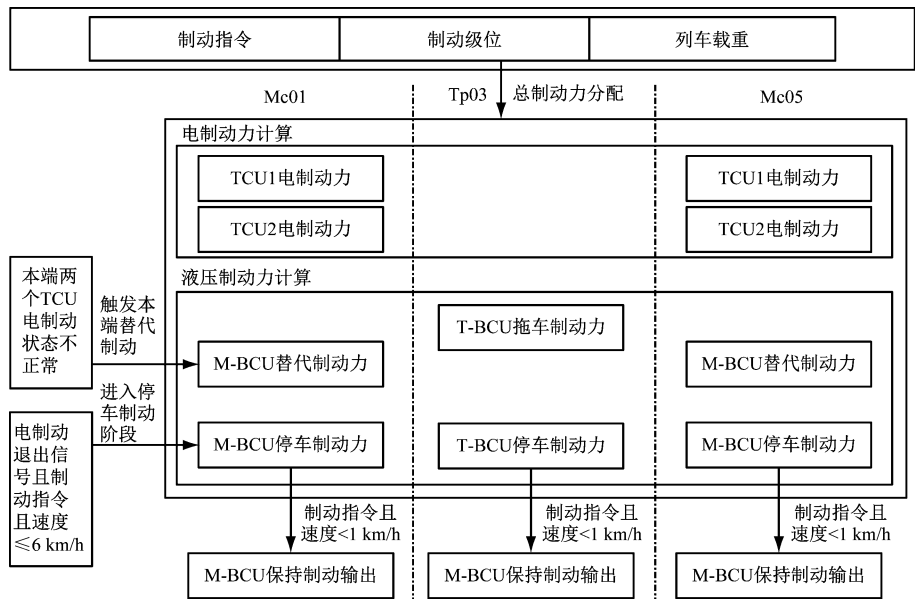 制动指令
制动级位
列车载重
Mc01
Tp03
总制动力分配
Mc05
电制动力计算
TCU1电制动力
TCU1电制动力
TCU2电制动力
TCU2电制动力
液压制动力计算
本端两
个TCU
电制动
状态不
正常
触发本
端替代
制动
T-BCU拖车制动力
M-BCU替代制动力
M-BCU替代制动力
电制动
退出信
号且制
动指令
且速度
≤6 km/h
进入停
车制动
阶段
M-BCU停车制动力
T-BCU停车制动力
M-BCU停车制动力
制动指令且
速度<1 km/h
制动指令且
速度<1 km/h
制动指令且
速度<1 km/h
M-BCU保持制动输出
M-BCU保持制动输出
M-BCU保持制动输出